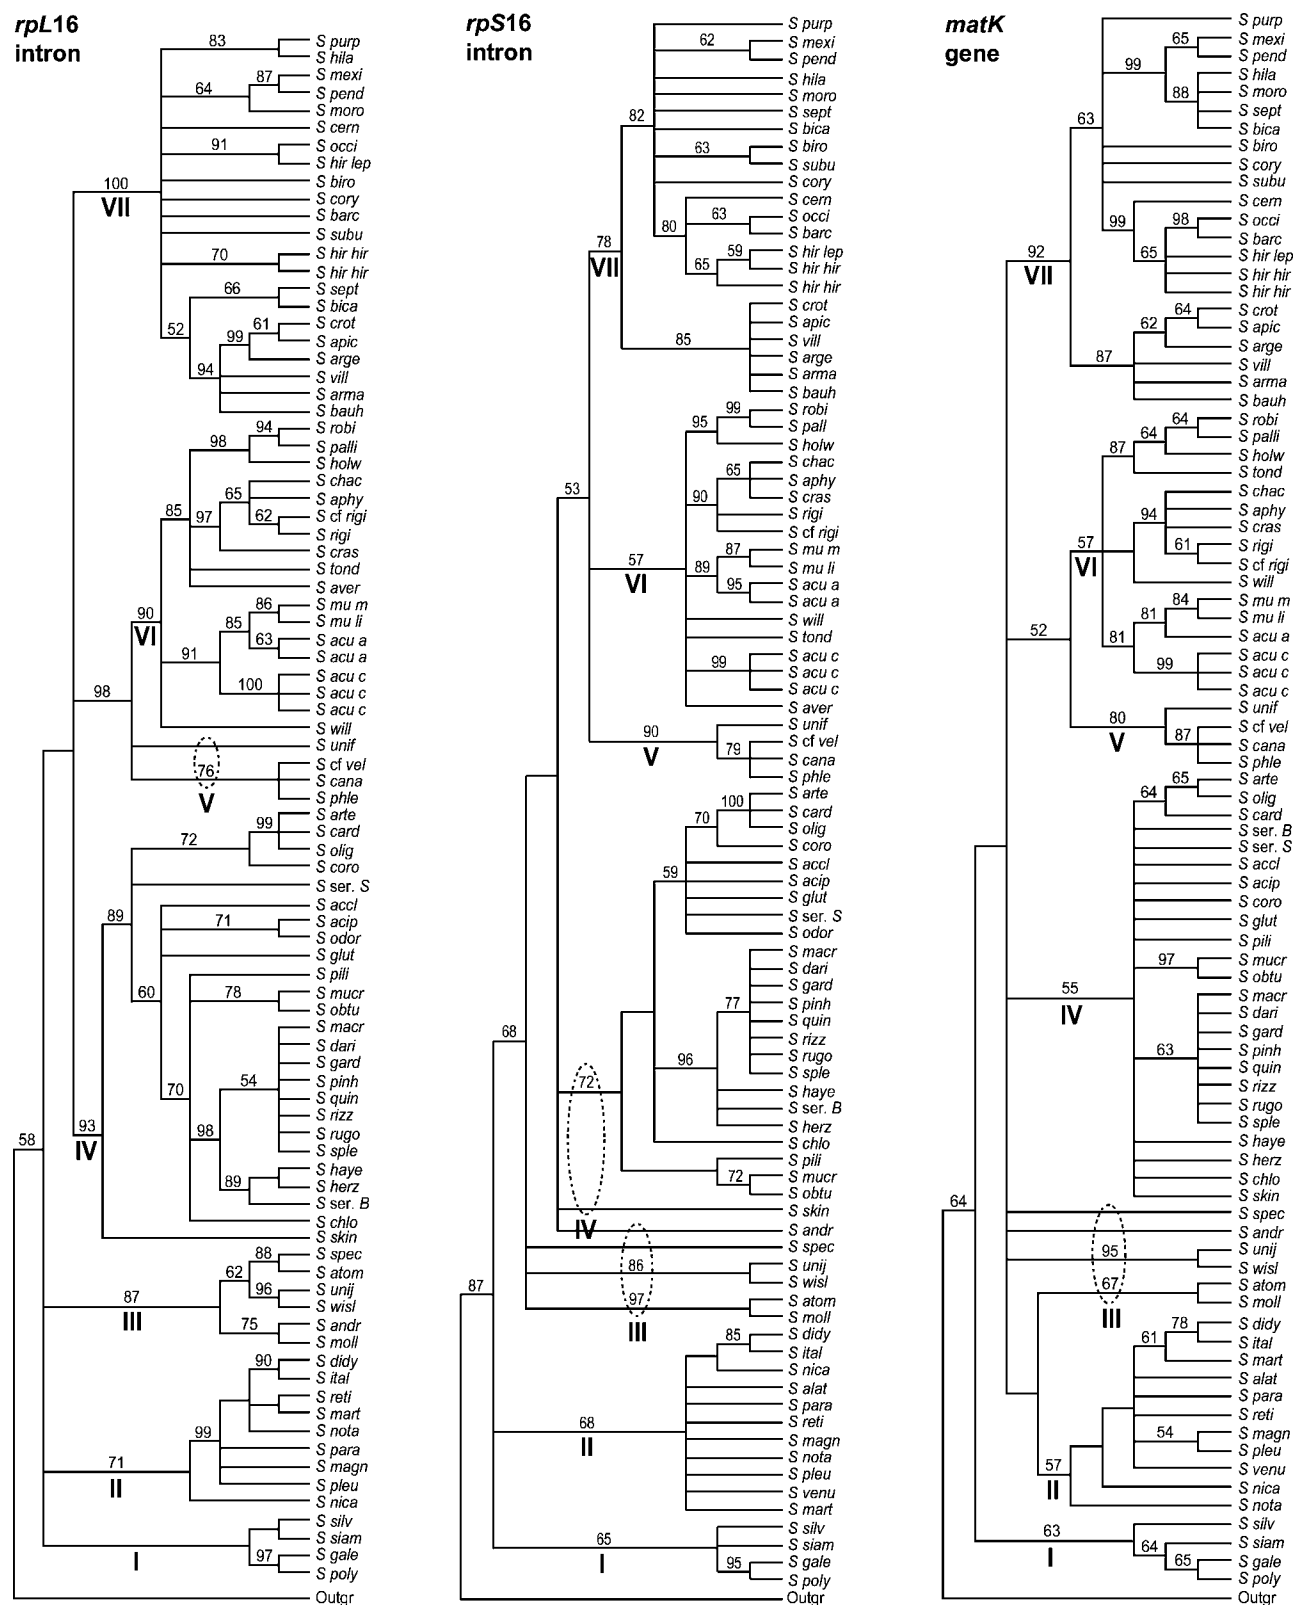 rpL16
intron
83
S purp
S hila
87
S mexi
64
S pend
S moro
S cern
91
S occi
S hir lep
S biro
100
VII
S cory
S barc
S subu
70
S hir hir
S hir hir
66
S sept
S bica
52
61
S crot
99
S apic
S arge
94
S vill
S arma
S bauh
94
S robi
98
S palli
S holw
S chac
65
S aphy
85
97
62
S cf rigi
S rigi
S cras
S tond
S aver
90
VI
86
S mu m
85
S mu li
63
S acu a
91
S acu a
S acu c
100
S acu c
S acu c
98
S will
S unif
S cf vel
76
V
S cana
S phle
S arte
99
S card
72
S olig
S coro
S ser. S
89
S accl
71
S acip
S odor
S glut
S pili
60
78
S mucr
S obtu
S macr
S dari
S gard
70
54
S pinh
S quin
S rizz
93
IV
98
S rugo
S sple
S haye
89
S herz
S ser. B
S chlo
S skin
58
88
S spec
62
S atom
96
S unij
87
III
S wisl
75
S andr
S moll
90
S didy
S ital
S reti
S mart
99
S nota
S para
71
II
S magn
S pleu
S nica
S silv
I
S siam
97
S gale
S poly
Outgr
rpS16
intron
S purp
62
S mexi
S pend
S hila
S moro
82
S sept
S bica
63
S biro
S subu
S cory
S cern
80
63
S occi
S barc
78
VII
59
S hir lep
65
S hir hir
S hir hir
S crot
S apic
85
S vill
S arge
S arma
S bauh
99
S robi
95
S pall
S holw
S chac
65
S aphy
53
90
S cras
S rigi
S cf rigi
87
S mu m
57
VI
89
S mu li
95
S acu a
S acu a
S will
S tond
S acu c
99
S acu c
S acu c
S aver
90
V
S unif
S cf vel
79
S cana
S phle
S arte
100
S card
70
S olig
S coro
S accl
59
S acip
S glut
S ser. S
S odor
S macr
S dari
S gard
77
S pinh
S quin
68
S rizz
S rugo
96
S sple
72
S haye
S ser. B
S herz
S chlo
S pili
72
S mucr
S obtu
S skin
IV
S andr
S spec
86
S unij
S wisl
87
97
III
S atom
S moll
85
S didy
S ital
S nica
S alat
S para
68
II
S reti
S magn
S nota
S pleu
S venu
S mart
S silv
65
I
S siam
95
S gale
S poly
Outgr
matK
gene
S purp
65
S mexi
99
S pend
S hila
88
S moro
S sept
63
S bica
S biro
S cory
S subu
S cern
99
98
S occi
S barc
92
VII
65
S hir lep
S hir hir
S hir hir
64
S crot
62
S apic
S arge
87
S vill
S arma
S bauh
64
S robi
64
S palli
87
S holw
S tond
S chac
94
S aphy
S cras
57
VI
61
S rigi
S cf rigi
S will
84
S mu m
81
S mu li
52
81
S acu a
S acu c
99
S acu c
S acu c
80
V
S unif
S cf vel
87
S cana
S phle
65
S arte
64
S olig
S card
S ser. B
S ser. S
S accl
S acip
S coro
S glut
S pili
97
S mucr
S obtu
55
IV
S macr
S dari
S gard
63
S pinh
S quin
S rizz
S rugo
S sple
S haye
S herz
S chlo
S skin
64
S spec
S andr
95
S unij
S wisl
67
III
S atom
S moll
78
S didy
61
S ital
S mart
S alat
S para
S reti
54
S magn
S pleu
57
II
S venu
S nica
S nota
63
I
S silv
64
S siam
65
S gale
S poly
Outgr